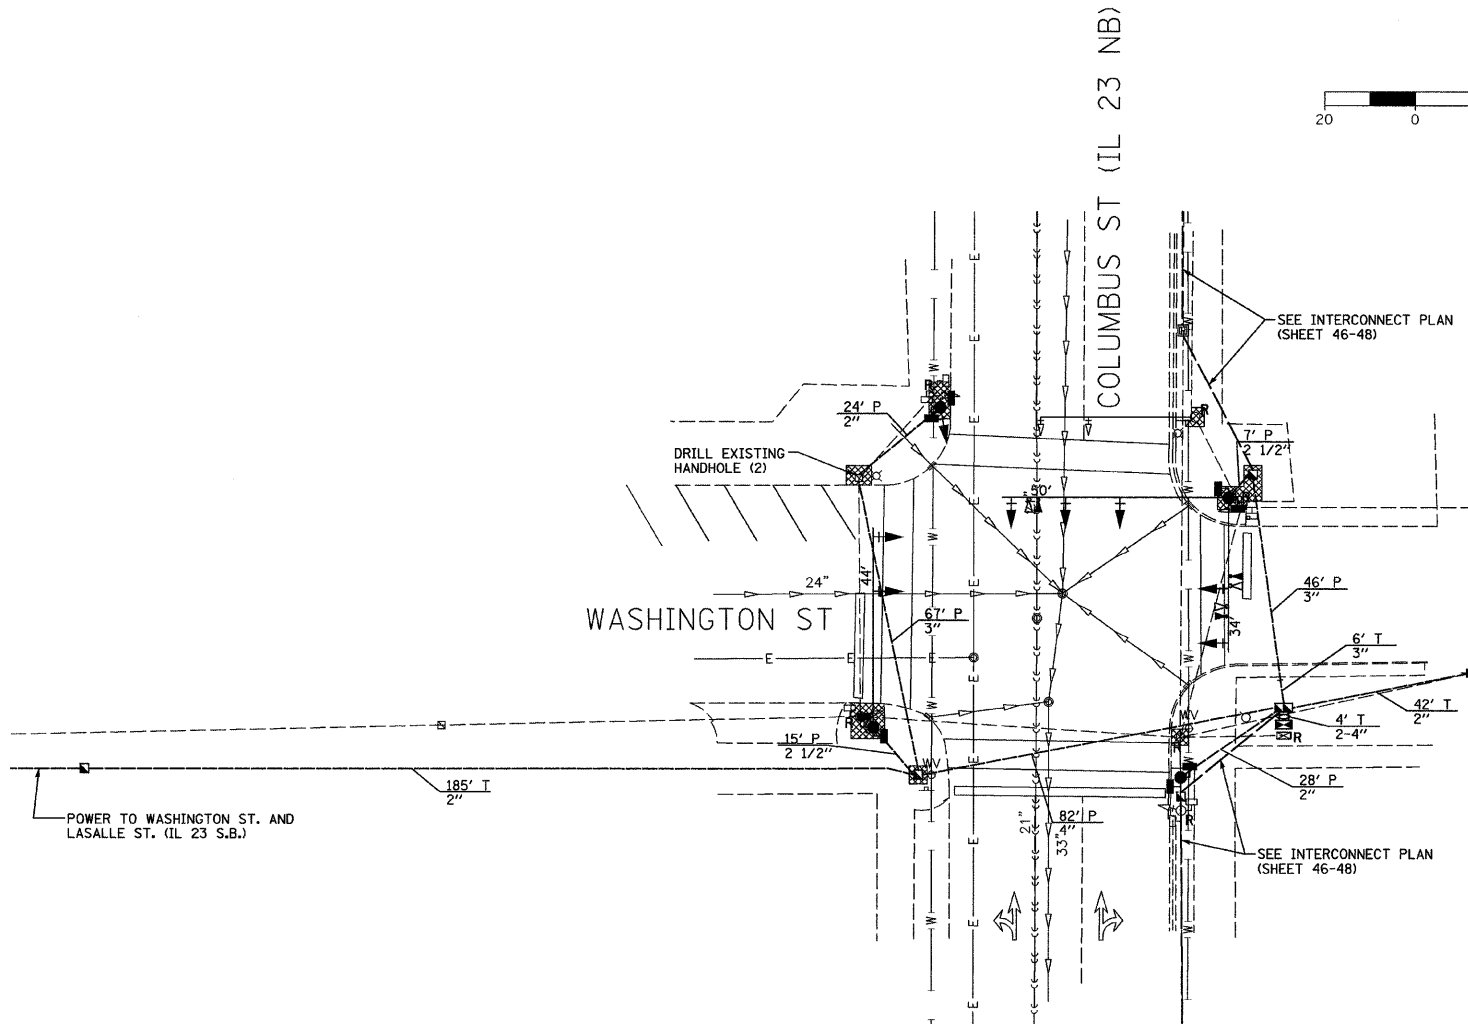 COLUMBUS ST (IL 23 NB)
20 0
SEE INTERCONNECT PLAN
(SHEET 46-48)
R
R
24' P
2"
7' P
2 1/2"
DRILL EXISTING
HANDHOLE (2)
W
W
E
E
E
W
W
24"
44'
46' P
3"
WASHINGTON ST
67' P
3"
34'
6' T
3"
E
E
E
W
W
42' T
2"
R
WV
4' T
2-4"
R
15' P
2 1/2"
WV
28' P
2"
185' T
2"
POWER TO WASHINGTON ST. AND
LASALLE ST. (IL 23 S.B.)
21"
82' P
4"
33"
R
SEE INTERCONNECT PLAN
(SHEET 46-48)
E
W
E
W
E